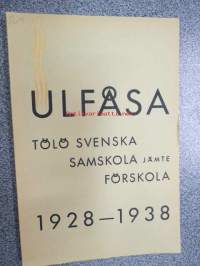 ULFÅSA
TÖLÖ SVENSKA
SAMSKOLA JÄMTE
FÖRSKOLA
1928—1938